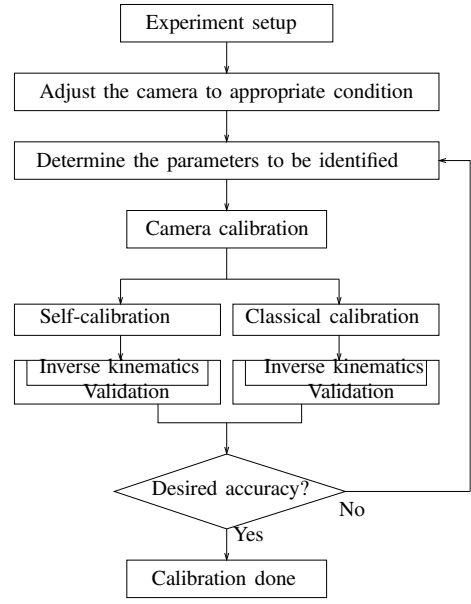 Experiment setup
Adjust the camera to appropriate condition
Determine the parameters to be identified
Camera calibration
Self-calibration
Classical calibration
Inverse kinematics
Validation
Inverse kinematics
Validation
Desired accuracy?
No
Yes
Calibration done